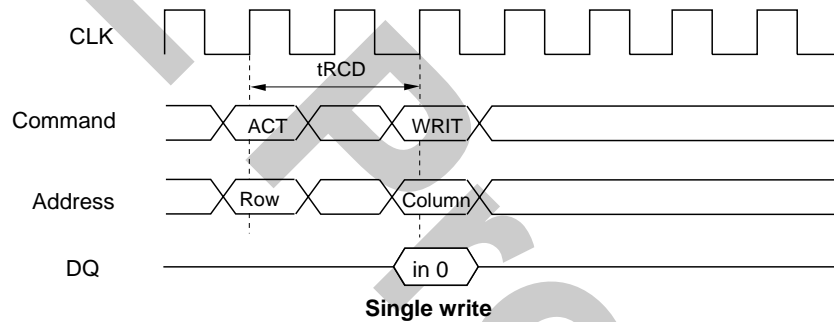 CLK
tRCD
Command ACT WRIT
Address Row Column
DQ in 0
Single write